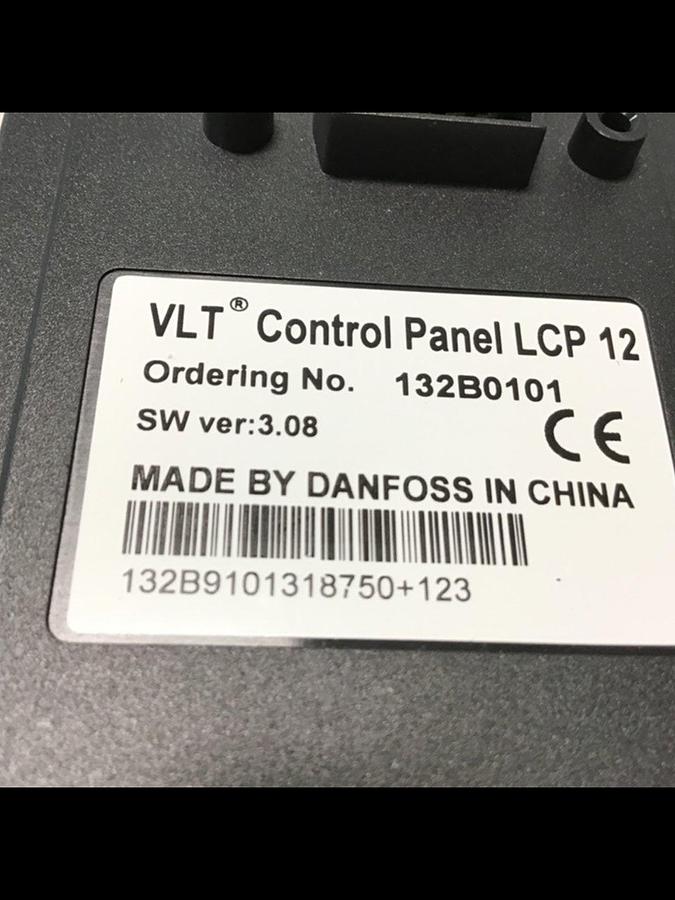 VLT® Control Panel LCP 12
Ordering No. 132B0101
SW ver:3.08
CE
MADE BY DANFOSS IN CHINA
132B9101318750+123